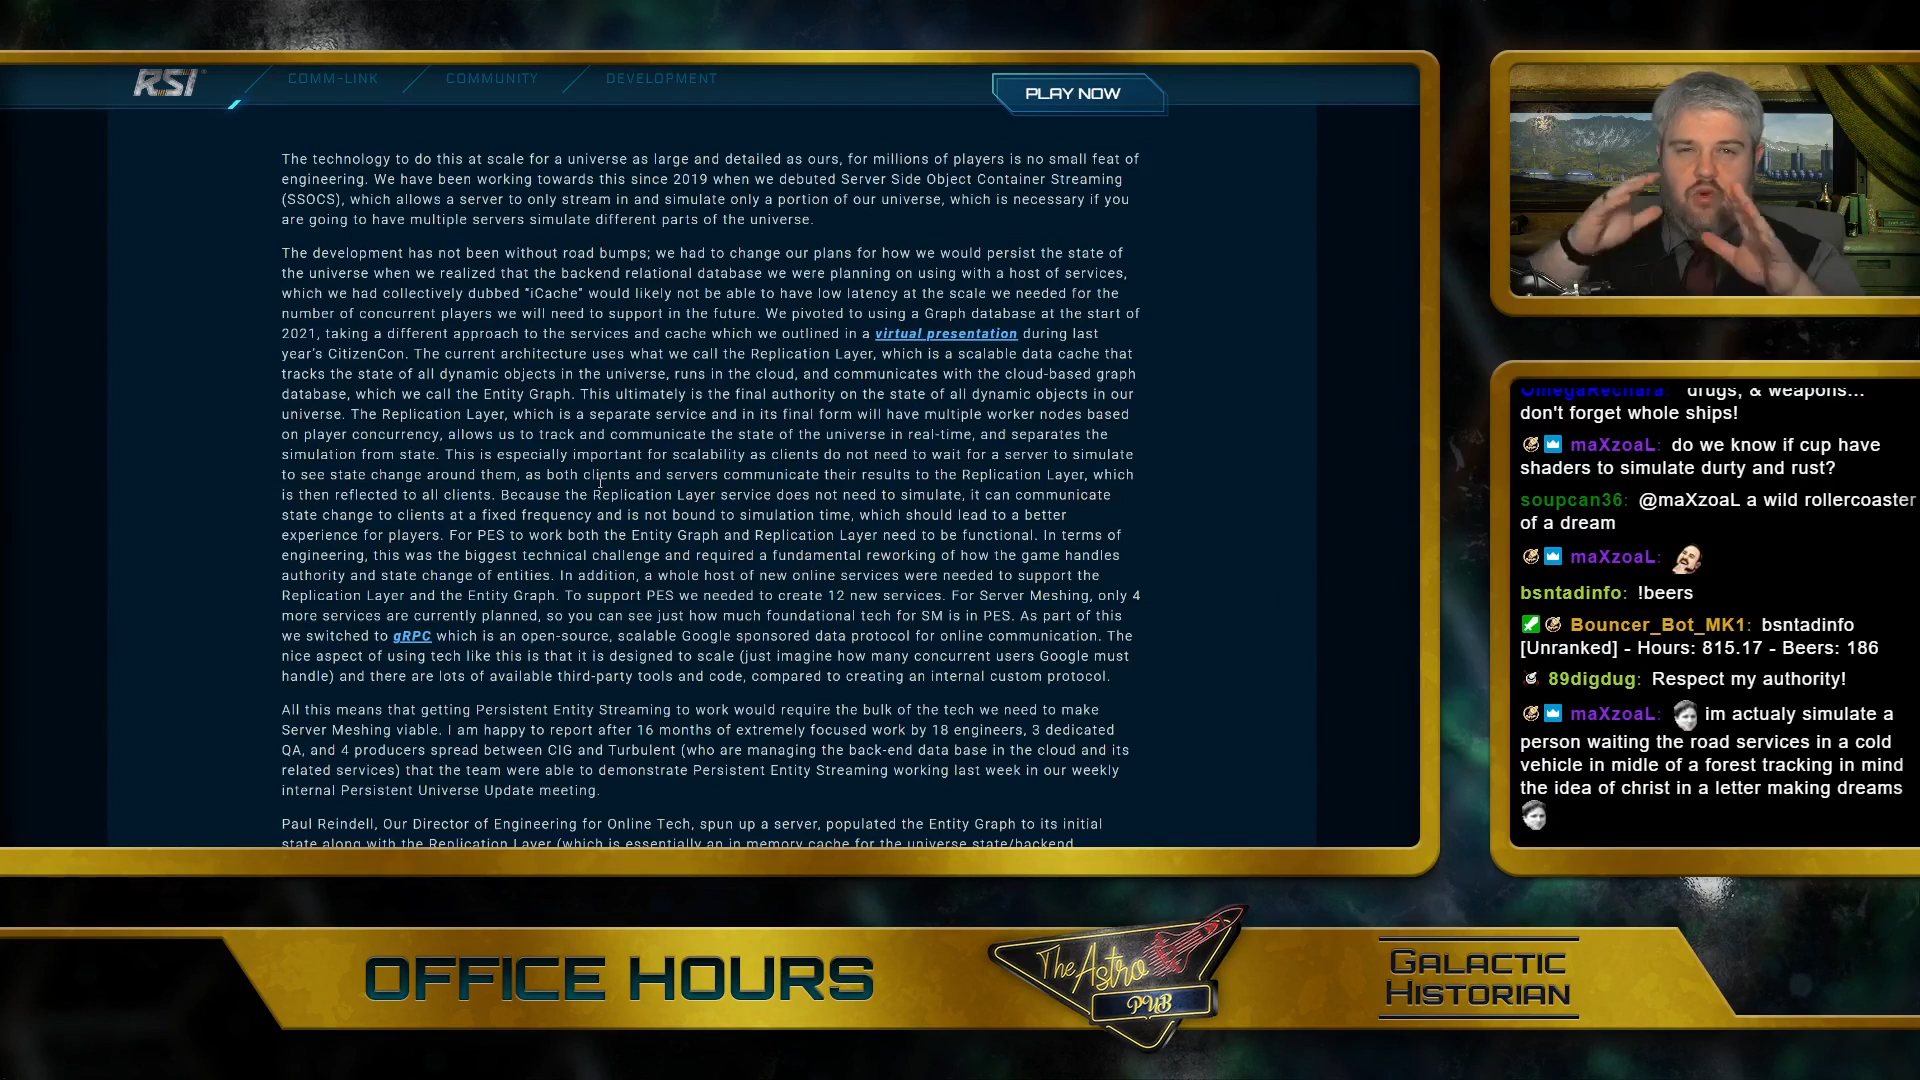 RSI
COMM-LINK
COMMUNITY
DEVELOPMENT
PLAY NOW
The technology to do this at scale for a universe as large and detailed as ours, for millions of players is no small feat of
engineering. We have been working towards this since 2019 when we debuted Server Side Object Container Streaming
(SSOCS), which allows a server to only stream in and simulate only a portion of our universe, which is necessary if you
are going to have multiple servers simulate different parts of the universe.
The development has not been without road bumps; we had to change our plans for how we would persist the state of
the universe when we realized that the backend relational database we were planning on using with a host of services,
which we had collectively dubbed "iCache" would likely not be able to have low latency at the scale we needed for the
number of concurrent players we will need to support in the future. We pivoted to using a Graph database at the start of
2021, taking a different approach to the services and cache which we outlined in a virtual presentation during last
year's CitizenCon. The current architecture uses what we call the Replication Layer, which is a scalable data cache that
tracks the state of all dynamic objects in the universe, runs in the cloud, and communicates with the cloud-based graph
database, which we call the Entity Graph. This ultimately is the final authority on the state of all dynamic objects in our
universe. The Replication Layer, which is a separate service and in its final form will have multiple worker nodes based
on player concurrency, allows us to track and communicate the state of the universe in real-time, and separates the
simulation from state. This is especially important for scalability as clients do not need to wait for a server to simulate
to see state change around them, as both clients and servers communicate their results to the Replication Layer, which
is then reflected to all clients. Because the Replication Layer service does not need to simulate, it can communicate
state change to clients at a fixed frequency and is not bound to simulation time, which should lead to a better
experience for players. For PES to work both the Entity Graph and Replication Layer need to be functional. In terms of
engineering, this was the biggest technical challenge and required a fundamental reworking of how the game handles
authority and state change of entities. In addition, a whole host of new online services were needed to support the
Replication Layer and the Entity Graph. To support PES we needed to create 12 new services. For Server Meshing, only 4
more services are currently planned, so you can see just how much foundational tech for SM is in PES. As part of this
we switched to gRPC which is an open-source, scalable Google sponsored data protocol for online communication. The
nice aspect of using tech like this is that it is designed to scale (just imagine how many concurrent users Google must
handle) and there are lots of available third-party tools and code, compared to creating an internal custom protocol.
All this means that getting Persistent Entity Streaming to work would require the bulk of the tech we need to make
Server Meshing viable. I am happy to report after 16 months of extremely focused work by 18 engineers, 3 dedicated
QA, and 4 producers spread between CIG and Turbulent (who are managing the back-end data base in the cloud and its
related services) that the team were able to demonstrate Persistent Entity Streaming working last week in our weekly
internal Persistent Universe Update meeting.
Paul Reindell, Our Director of Engineering for Online Tech, spun up a server, populated the Entity Graph to its initial
state along with the Replication Layer (which is essentially an in memory cache for the universe state/backend
OmegaRechara: drugs, & weapons...
don't forget whole ships!
maXzoaL: do we know if cup have
shaders to simulate durty and rust?
soupcan36: @maXzoaL a wild rollercoaster
of a dream
maXzoaL:
bsntadinfo: !beers
Bouncer_Bot_MK1: bsntadinfo
[Unranked] - Hours: 815.17 - Beers: 186
89digdug: Respect my authority!
maXzoaL: im actualy simulate a
person waiting the road services in a cold
vehicle in midle of a forest tracking in mind
the idea of christ in a letter making dreams
OFFICE HOURS
The Astro
PUB
GALACTIC
HISTORIAN